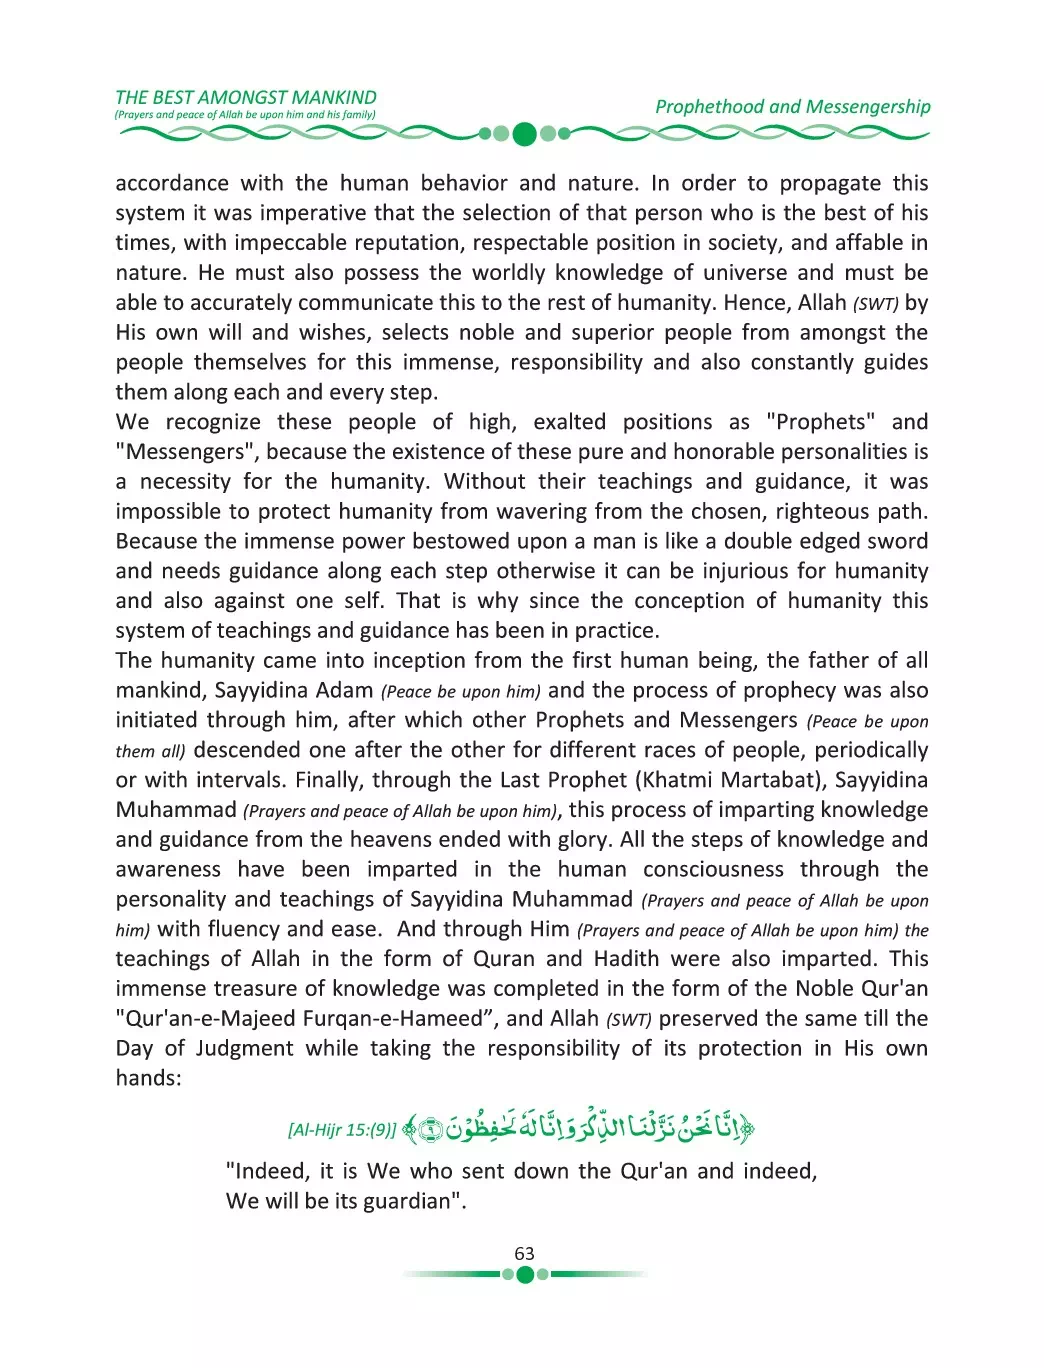 THE BEST AMONGST MANKIND
(Prayers and peace of Allah be upon him and his family)
Prophethood and Messengership
accordance with the human behavior and nature. In order to propagate this
system it was imperative that the selection of that person who is the best of his
times, with impeccable reputation, respectable position in society, and affable in
nature. He must also possess the worldly knowledge of universe and must be
able to accurately communicate this to the rest of humanity. Hence, Allah (SWT) by
His own will and wishes, selects noble and superior people from amongst the
people themselves for this immense, responsibility and also constantly guides
them along each and every step.
We recognize these people of high, exalted positions as "Prophets" and
"Messengers", because the existence of these pure and honorable personalities is
a necessity for the humanity. Without their teachings and guidance, it was
impossible to protect humanity from wavering from the chosen, righteous path.
Because the immense power bestowed upon a man is like a double edged sword
and needs guidance along each step otherwise it can be injurious for humanity
and also against one self. That is why since the conception of humanity this
system of teachings and guidance has been in practice.
The humanity came into inception from the first human being, the father of all
mankind, Sayyidina Adam (Peace be upon him) and the process of prophecy was also
initiated through him, after which other Prophets and Messengers (Peace be upon
them all) descended one after the other for different races of people, periodically
or with intervals. Finally, through the Last Prophet (Khatmi Martabat), Sayyidina
Muhammad (Prayers and peace of Allah be upon him), this process of imparting knowledge
and guidance from the heavens ended with glory. All the steps of knowledge and
awareness have been imparted in the human consciousness through the
personality and teachings of Sayyidina Muhammad (Prayers and peace of Allah be upon
him) with fluency and ease.  And through Him (Prayers and peace of Allah be upon him) the
teachings of Allah in the form of Quran and Hadith were also imparted. This
immense treasure of knowledge was completed in the form of the Noble Qur'an
"Qur'an-e-Majeed Furqan-e-Hameed”, and Allah (SWT) preserved the same till the
Day of Judgment while taking the responsibility of its protection in His own
hands:
[Al-Hijr 15:(9)] ﴿اِنَّا نَحْنُ نَزَّلْنَا الذِّكْرَ وَ اِنَّا لَهٗ لَحٰفِظُوْنَ ۹﴾
"Indeed, it is We who sent down the Qur'an and indeed,
We will be its guardian".
63